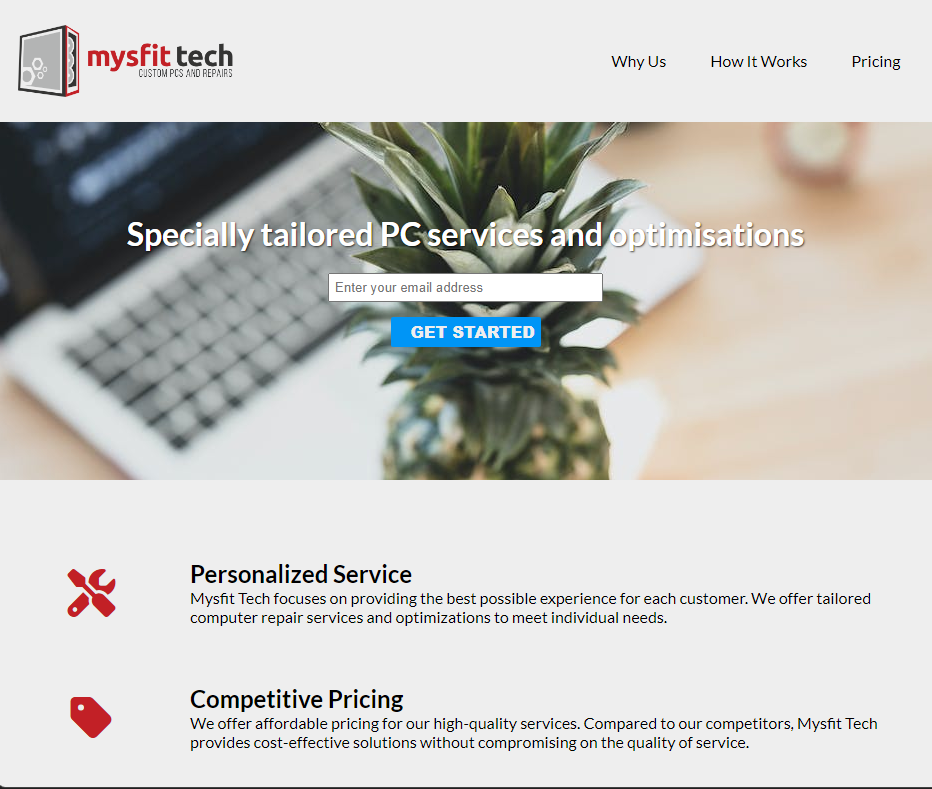 mysfit tech
CUSTOM PCS AND REPAIRS
Why Us
How It Works
Pricing
Specially tailored PC services and optimisations
Enter your email address
GET STARTED
Personalized Service
Mysfit Tech focuses on providing the best possible experience for each customer. We offer tailored
computer repair services and optimizations to meet individual needs.
Competitive Pricing
We offer affordable pricing for our high-quality services. Compared to our competitors, Mysfit Tech
provides cost-effective solutions without compromising on the quality of service.